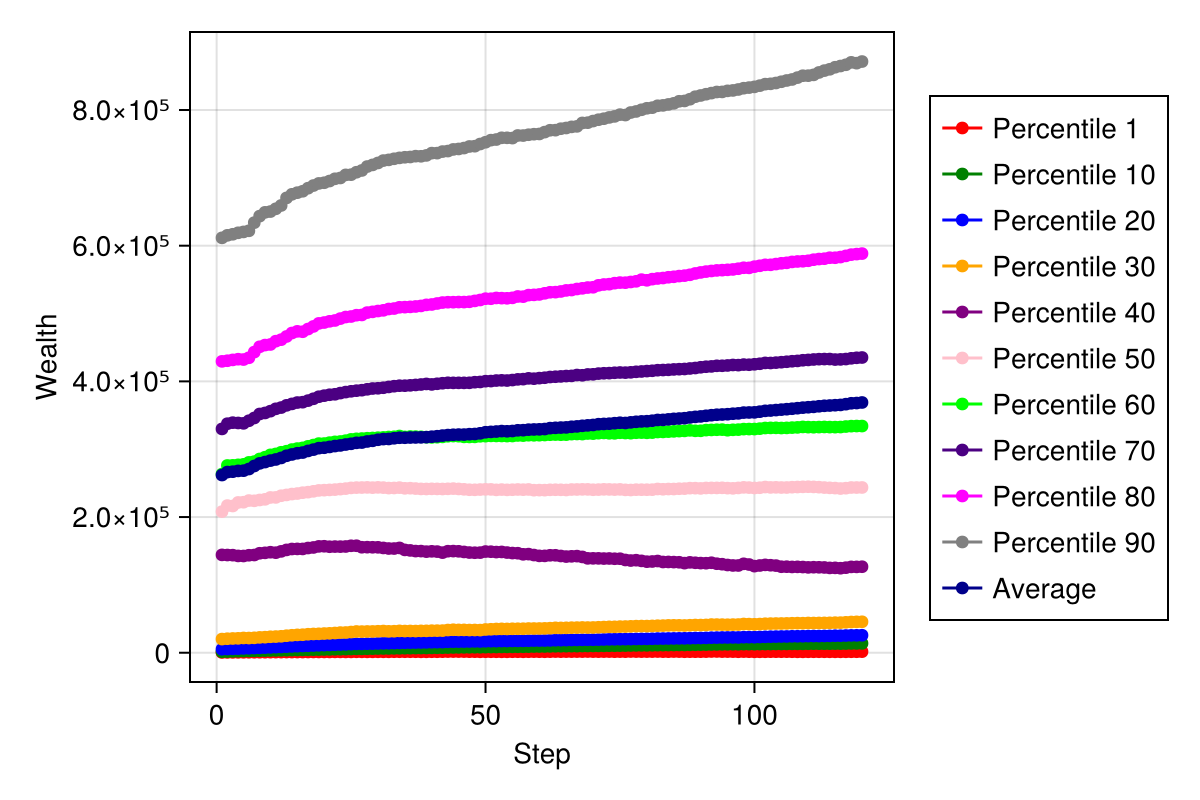 8.0×10⁵
6.0×10⁵
4.0×10⁵
2.0×10⁵
0
Wealth
0 50 100
Step
Percentile 1
Percentile 10
Percentile 20
Percentile 30
Percentile 40
Percentile 50
Percentile 60
Percentile 70
Percentile 80
Percentile 90
Average